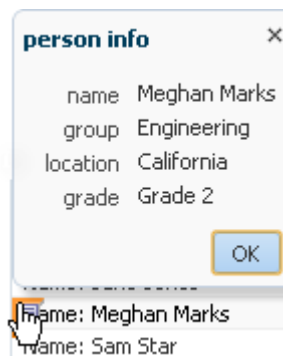 person info ×
name Meghan Marks
group Engineering
location California
grade Grade 2
OK
Name: Meghan Marks
Name: Sam Star